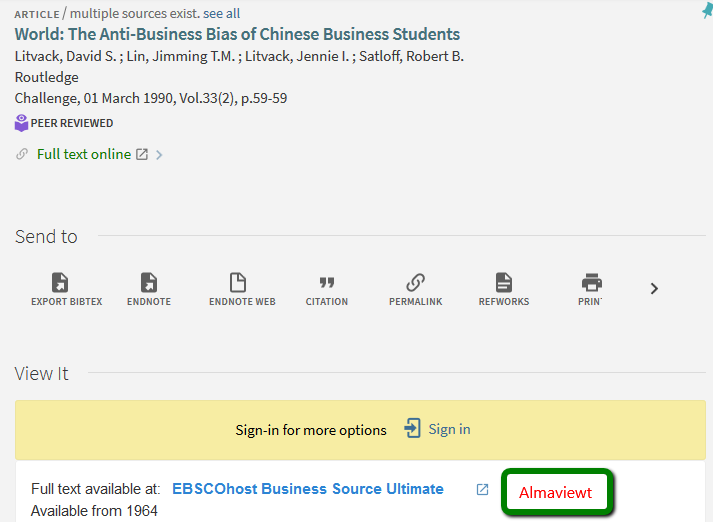 ARTICLE / multiple sources exist. see all
World: The Anti-Business Bias of Chinese Business Students
Litvack, David S. ; Lin, Jimming T.M. ; Litvack, Jennie I. ; Satloff, Robert B.
Routledge
Challenge, 01 March 1990, Vol.33(2), p.59-59
PEER REVIEWED
Full text online
Send to
EXPORT BIBTEX ENDNOTE ENDNOTE WEB CITATION PERMALINK REFWORKS PRIN
View It
Sign-in for more options Sign in
Full text available at: EBSCOhost Business Source Ultimate Almaviewt
Available from 1964